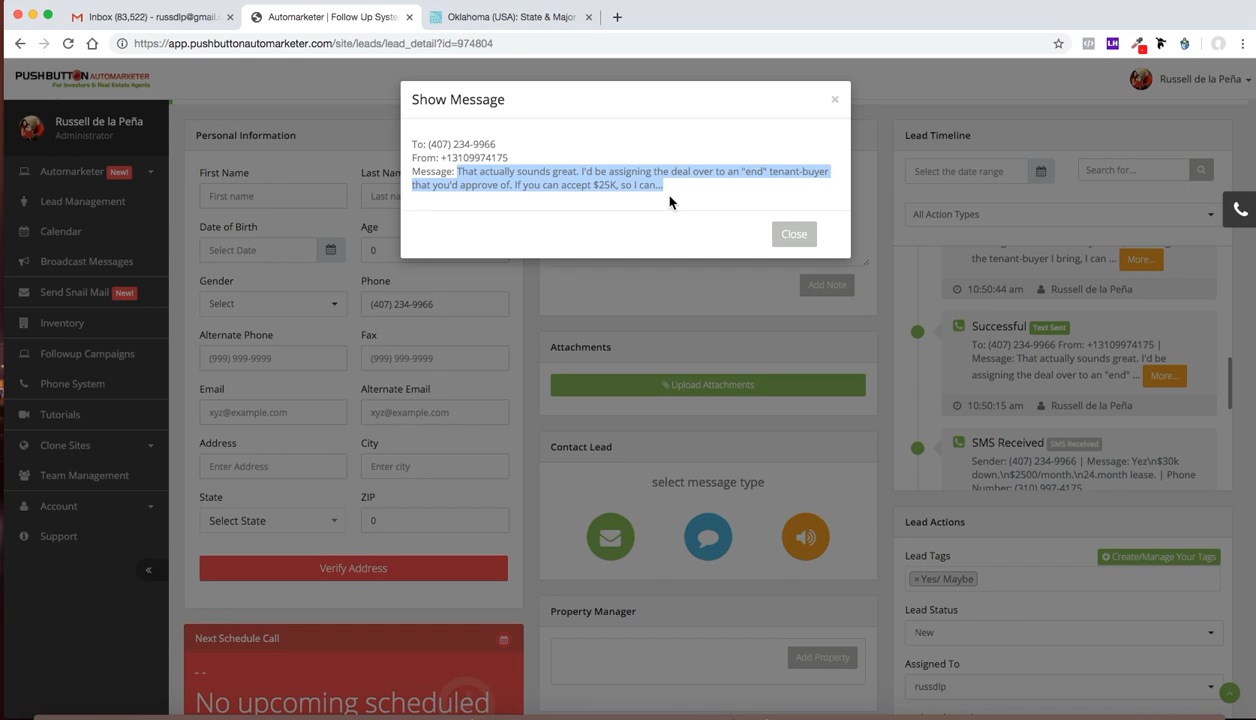 Inbox (83,522) - russdlp@gmail.
Automarketer | Follow Up Syste
Oklahoma (USA): State & Major
https://app.pushbuttonautomarketer.com/site/leads/lead_detail?id=974804
LH
PUSHBUTTON AUTOMARKETER
For Investors & Real Estate Agents
Russell de la Peña
Russell de la Peña
Administrator
Automarketer New!
Lead Management
Calendar
Broadcast Messages
Send Snail Mail New!
Inventory
Followup Campaigns
Phone System
Tutorials
Clone Sites
Team Management
Account
Support
Personal Information
First Name
Last Nam
First name
Last na
Date of Birth
Age
Select Date
0
Gender
Phone
Select
(407) 234-9966
Alternate Phone
Fax
(999) 999-9999
(999) 999-9999
Email
Alternate Email
xyz@example.com
xyz@example.com
Address
City
Enter Address
Enter city
State
ZIP
Select State
0
Verify Address
Next Schedule Call
--
No upcoming scheduled
Show Message
×
To: (407) 234-9966
From: +13109974175
Message: That actually sounds great. I'd be assigning the deal over to an "end" tenant-buyer
that you'd approve of. If you can accept $25K, so I can...
Close
Add Note
Attachments
Upload Attachments
Contact Lead
select message type
Property Manager
Add Property
Lead Timeline
Select the date range
Search for...
All Action Types
the tenant-buyer I bring, I can ...
More...
10:50:44 am Russell de la Peña
Successful Text Sent
To: (407) 234-9966 From: +13109974175 |
Message: That actually sounds great. I'd be
assigning the deal over to an "end" ...
More...
10:50:15 am Russell de la Peña
SMS Received SMS Received
Sender: (407) 234-9966 | Message: Yez\n$30k
down.\n$2500/month.\n24.month lease. | Phone
Number: (310) 997-4175
Lead Actions
Lead Tags
Create/Manage Your Tags
× Yes/ Maybe
Lead Status
New
Assigned To
russdlp